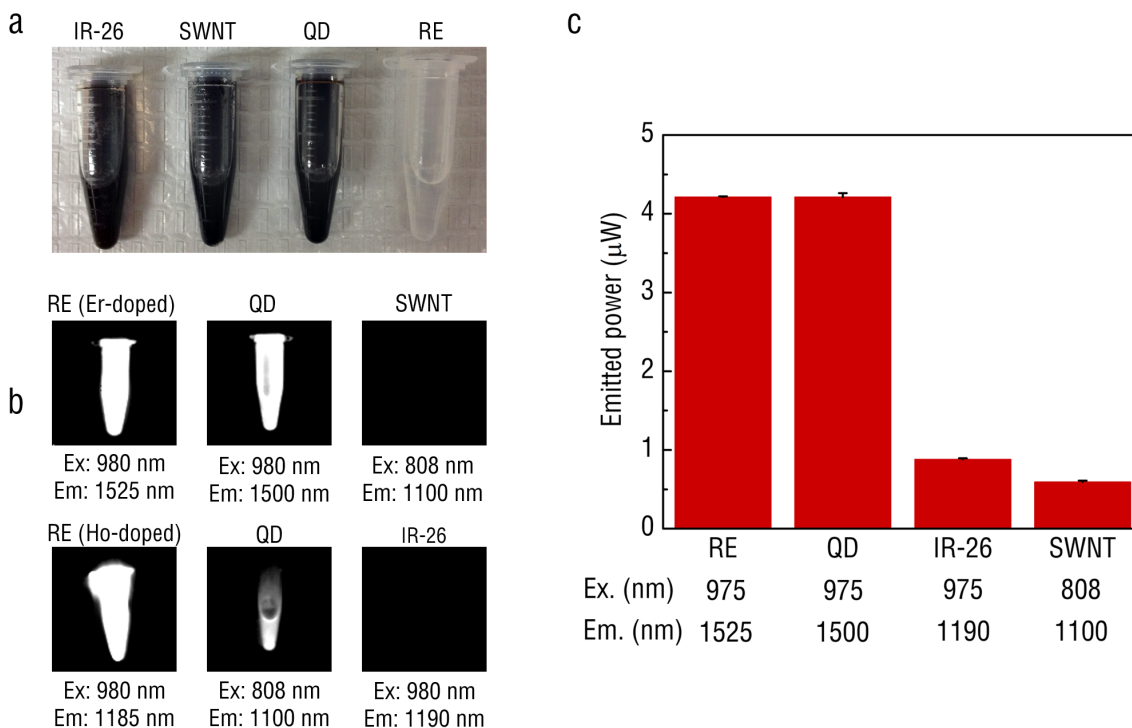 a
IR-26 SWNT QD RE
b
RE (Er-doped) QD SWNT
Ex: 980 nm Ex: 980 nm Ex: 808 nm
Em: 1525 nm Em: 1500 nm Em: 1100 nm
RE (Ho-doped) QD IR-26
Ex: 980 nm Ex: 808 nm Ex: 980 nm
Em: 1185 nm Em: 1100 nm Em: 1190 nm
c
Emitted power (μW)
5
4
3
2
1
0
RE QD IR-26 SWNT
Ex. (nm) 975 975 975 808
Em. (nm) 1525 1500 1190 1100